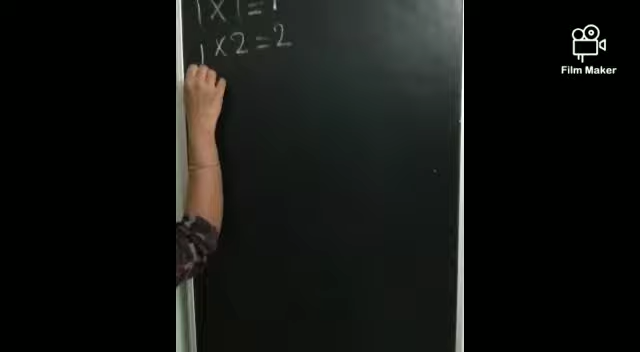 1 × 1 = 1
1 × 2 = 2
Film Maker